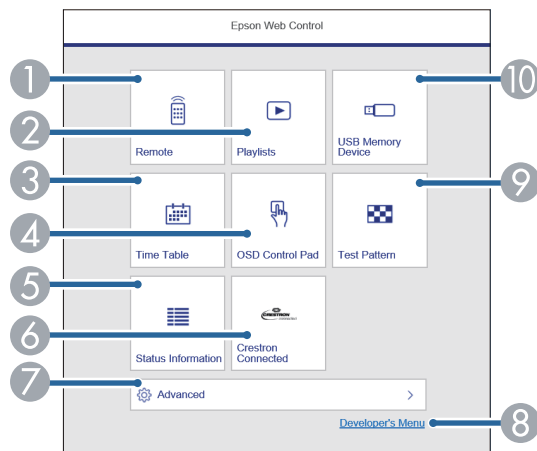 Epson Web Control
1
10
2
Remote
Playlists
USB Memory
Device
3
9
4
Time Table
OSD Control Pad
Test Pattern
5
CRESTRON
6
Status Information
Crestron
Connected
7
Advanced
Developer's Menu
8